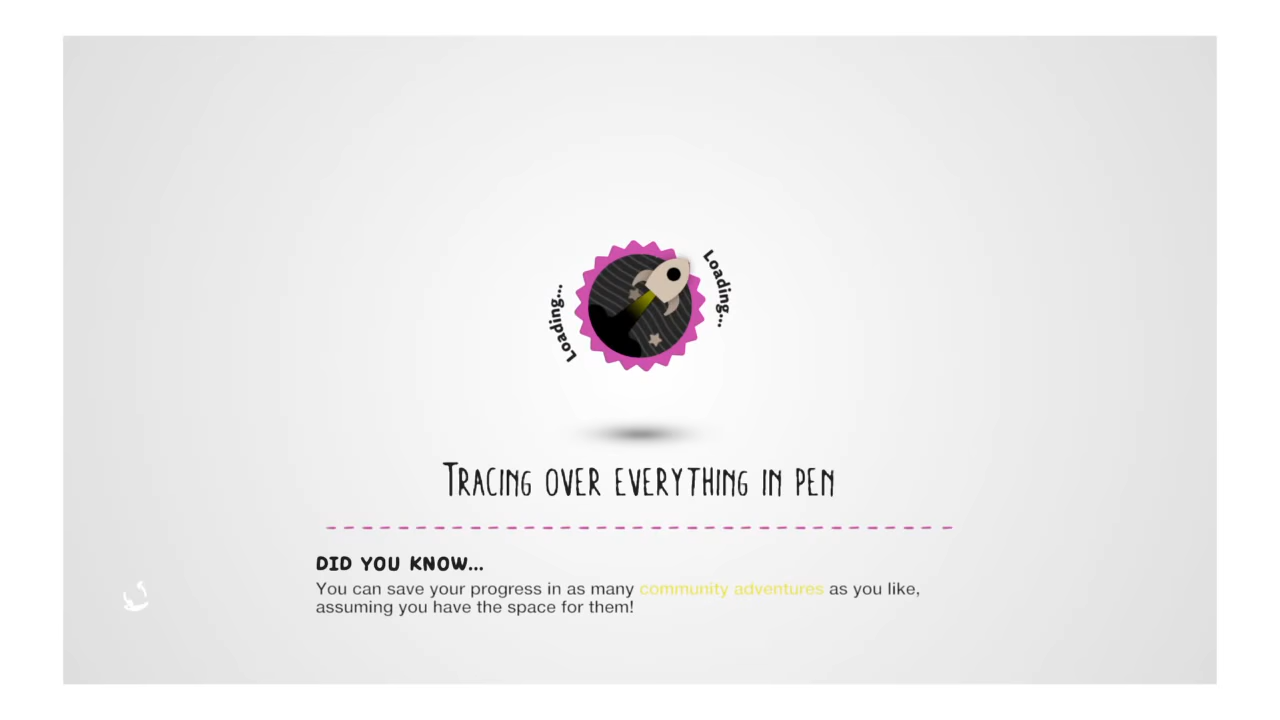 Loading...
Loading...
TRACING OVER EVERYTHING IN PEN
DID YOU KNOW...
You can save your progress in as many community adventures as you like,
assuming you have the space for them!